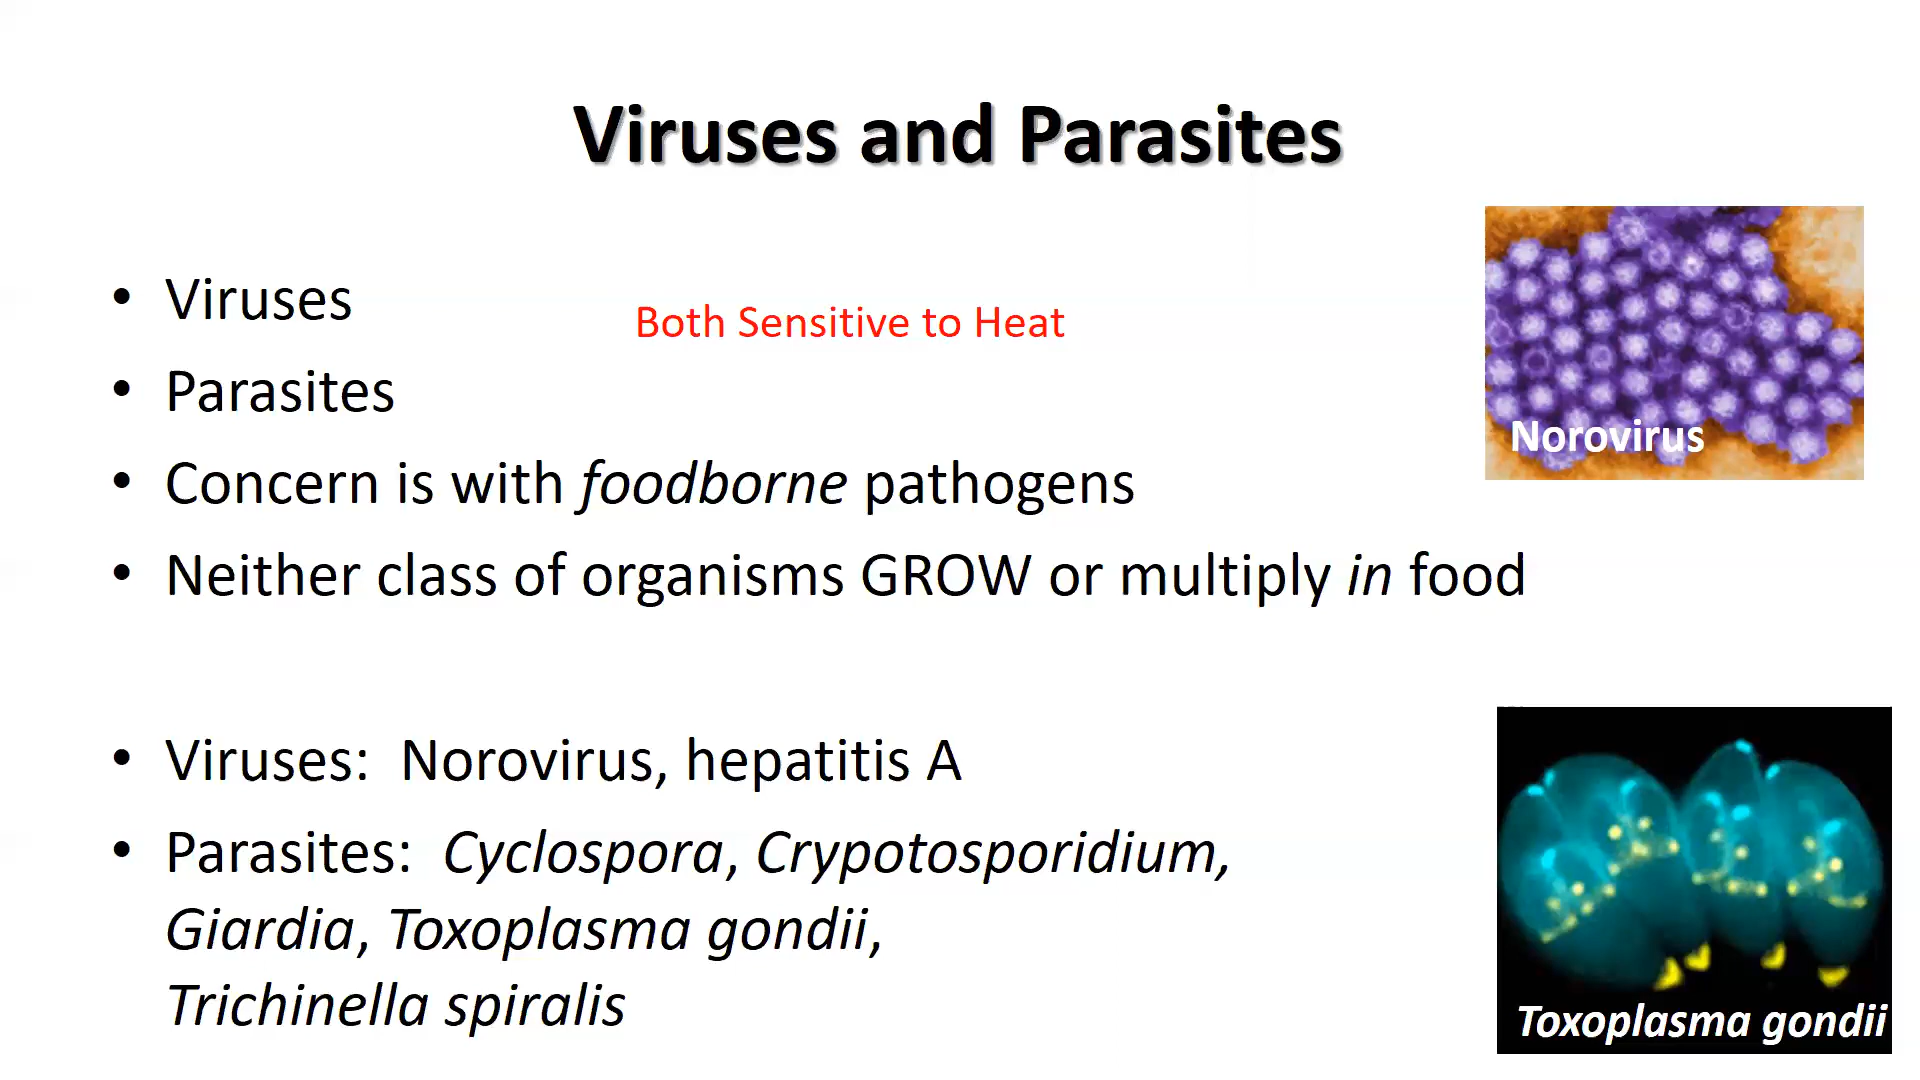 Viruses and Parasites
• Viruses
Both Sensitive to Heat
• Parasites
• Concern is with foodborne pathogens
• Neither class of organisms GROW or multiply in food
Norovirus
• Viruses: Norovirus, hepatitis A
• Parasites: Cyclospora, Crypotosporidium,
Giardia, Toxoplasma gondii,
Trichinella spiralis
Toxoplasma gondii